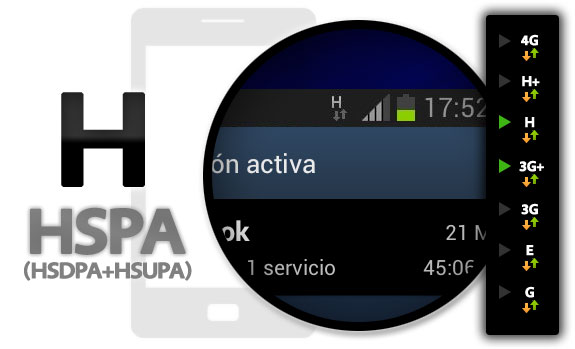 H
HSPA
(HSDPA+HSUPA)
H 17:52
ón activa
ok 21 M
1 servicio 45:06
4G
H+
H
3G+
3G
E
G